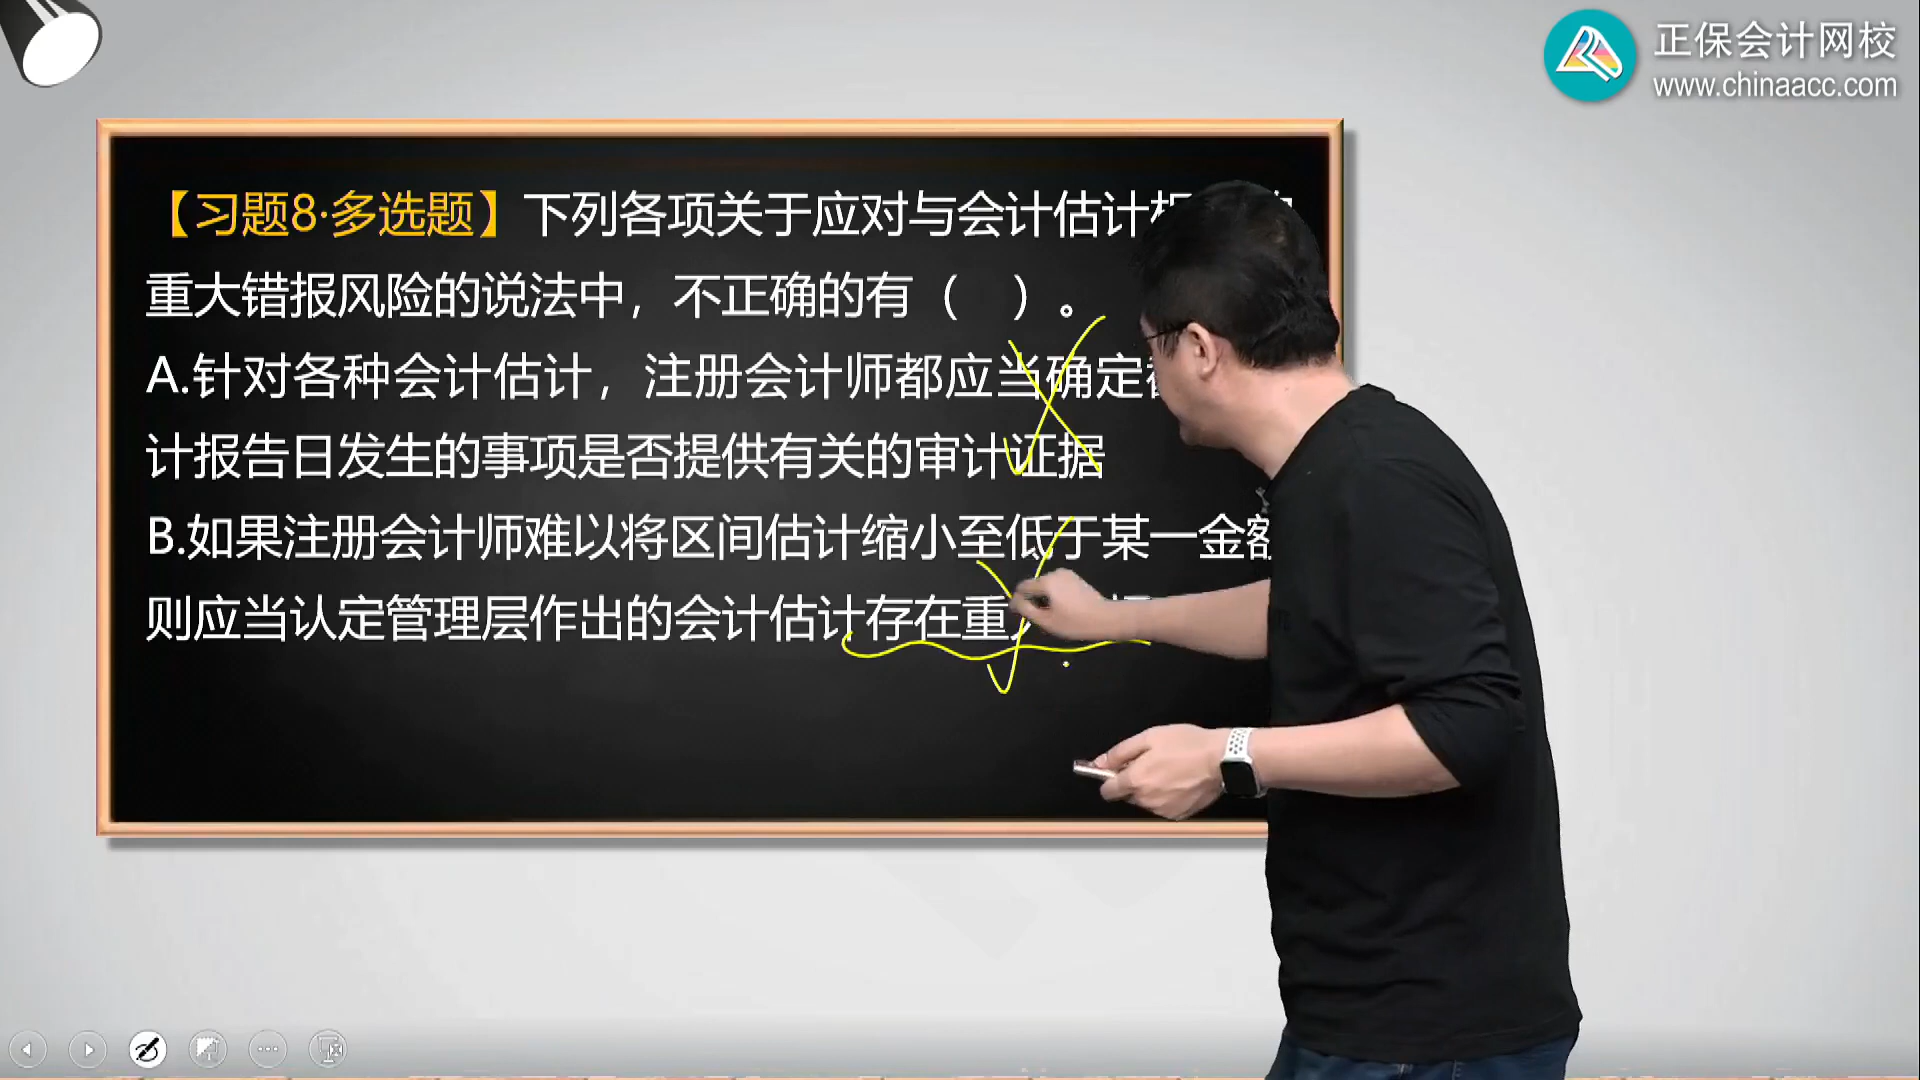 正保会计网校
www.chinaacc.com
【习题8·多选题】下列各项关于应对与会计估计
重大错报风险的说法中，不正确的有（ ）。
A.针对各种会计估计，注册会计师都应当确定
计报告日发生的事项是否提供有关的审计证据
B.如果注册会计师难以将区间估计缩小至低于某一金额
则应当认定管理层作出的会计估计存在重